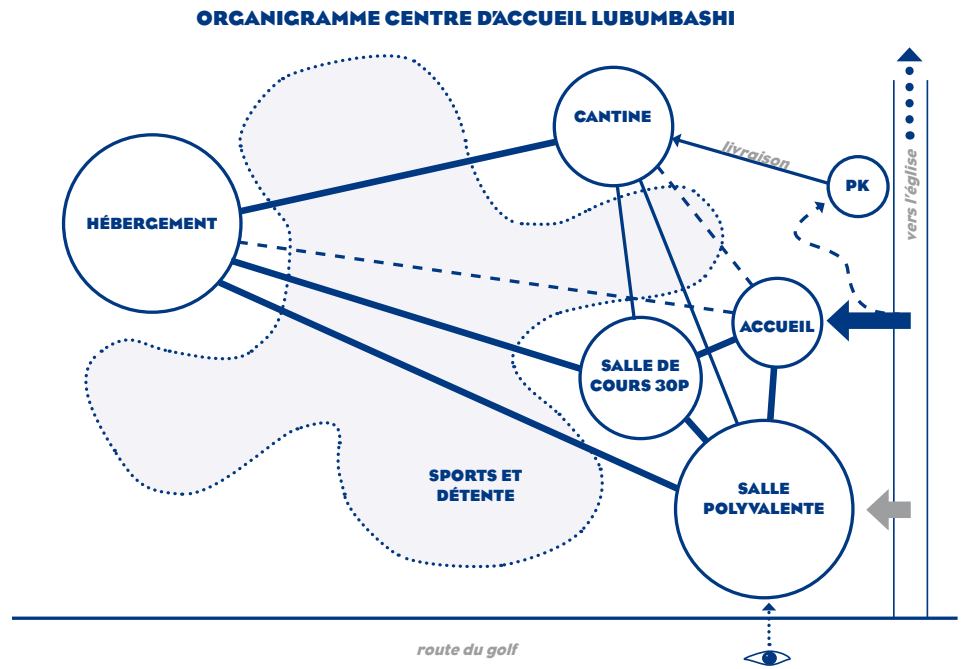 ORGANIGRAMME CENTRE D'ACCUEIL LUBUMBASHI
CANTINE
livraison
PK
vers l'église
HÉBERGEMENT
ACCUEIL
SALLE DE
COURS 30P
SPORTS ET
DÉTENTE
SALLE
POLYVALENTE
route du golf